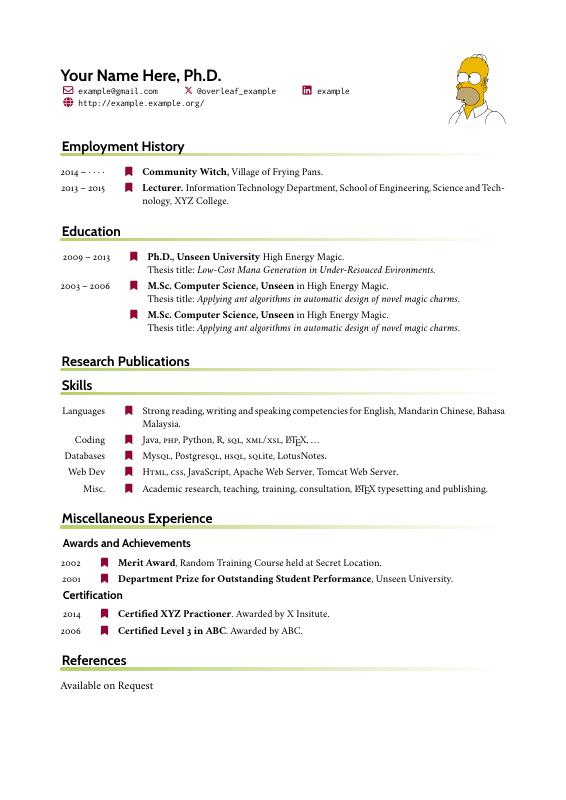 Your Name Here, Ph.D.
example@gmail.com @overleaf_example example
http://example.example.org/
Employment History
2014 – ···· Community Witch, Village of Frying Pans.
2013 – 2015 Lecturer. Information Technology Department, School of Engineering, Science and Tech-
nology, XYZ College.
Education
2009 – 2013 Ph.D., Unseen University High Energy Magic.
Thesis title: Low-Cost Mana Generation in Under-Resouced Evironments.
2003 – 2006 M.Sc. Computer Science, Unseen in High Energy Magic.
Thesis title: Applying ant algorithms in automatic design of novel magic charms.
M.Sc. Computer Science, Unseen in High Energy Magic.
Thesis title: Applying ant algorithms in automatic design of novel magic charms.
Research Publications
Skills
Languages Strong reading, writing and speaking competencies for English, Mandarin Chinese, Bahasa
Malaysia.
Coding Java, PHP, Python, R, SQL, XML/XSL, LATEX, ...
Databases MySQL, PostgresQL, HSQL, SQLite, LotusNotes.
Web Dev HTML, CSS, JavaScript, Apache Web Server, Tomcat Web Server.
Misc. Academic research, teaching, training, consultation, LATEX typesetting and publishing.
Miscellaneous Experience
Awards and Achievements
2002 Merit Award, Random Training Course held at Secret Location.
2001 Department Prize for Outstanding Student Performance, Unseen University.
Certification
2014 Certified XYZ Practioner. Awarded by X Insitute.
2006 Certified Level 3 in ABC. Awarded by ABC.
References
Available on Request